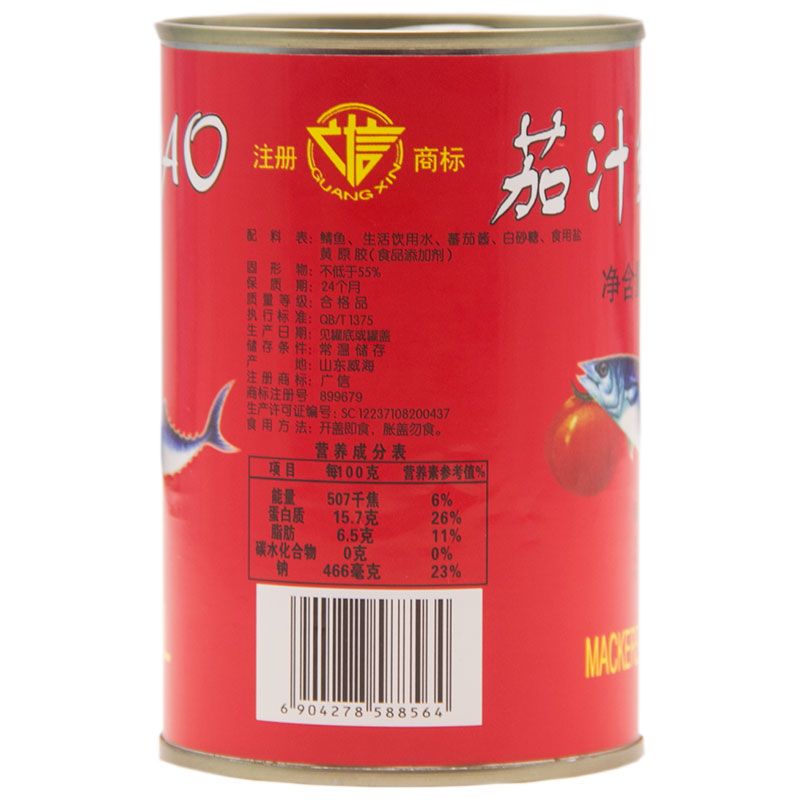 AO
注册 商标
信
GUANG XIN
茄汁
净含
配料表：鲭鱼、生活饮用水、蕃茄酱、白砂糖、食用盐
黄原胶（食品添加剂）
固形物：不低于55%
保质期：24个月
质量等级：合格品
执行标准：QB/T 1375
生产日期：见罐底或罐盖
储存条件：常温储存
产地：山东威海
注册商标：广信
商标注册号 899679
生产许可证编号：SC 12237108200437
食用方法：开盖即食，胀盖勿食。
营养成分表
项目 每100克 营养素参考值%
能量 507千焦 6%
蛋白质 15.7克 26%
脂肪 6.5克 11%
碳水化合物 0克 0%
钠 466毫克 23%
MACKERE
6 904278 588564